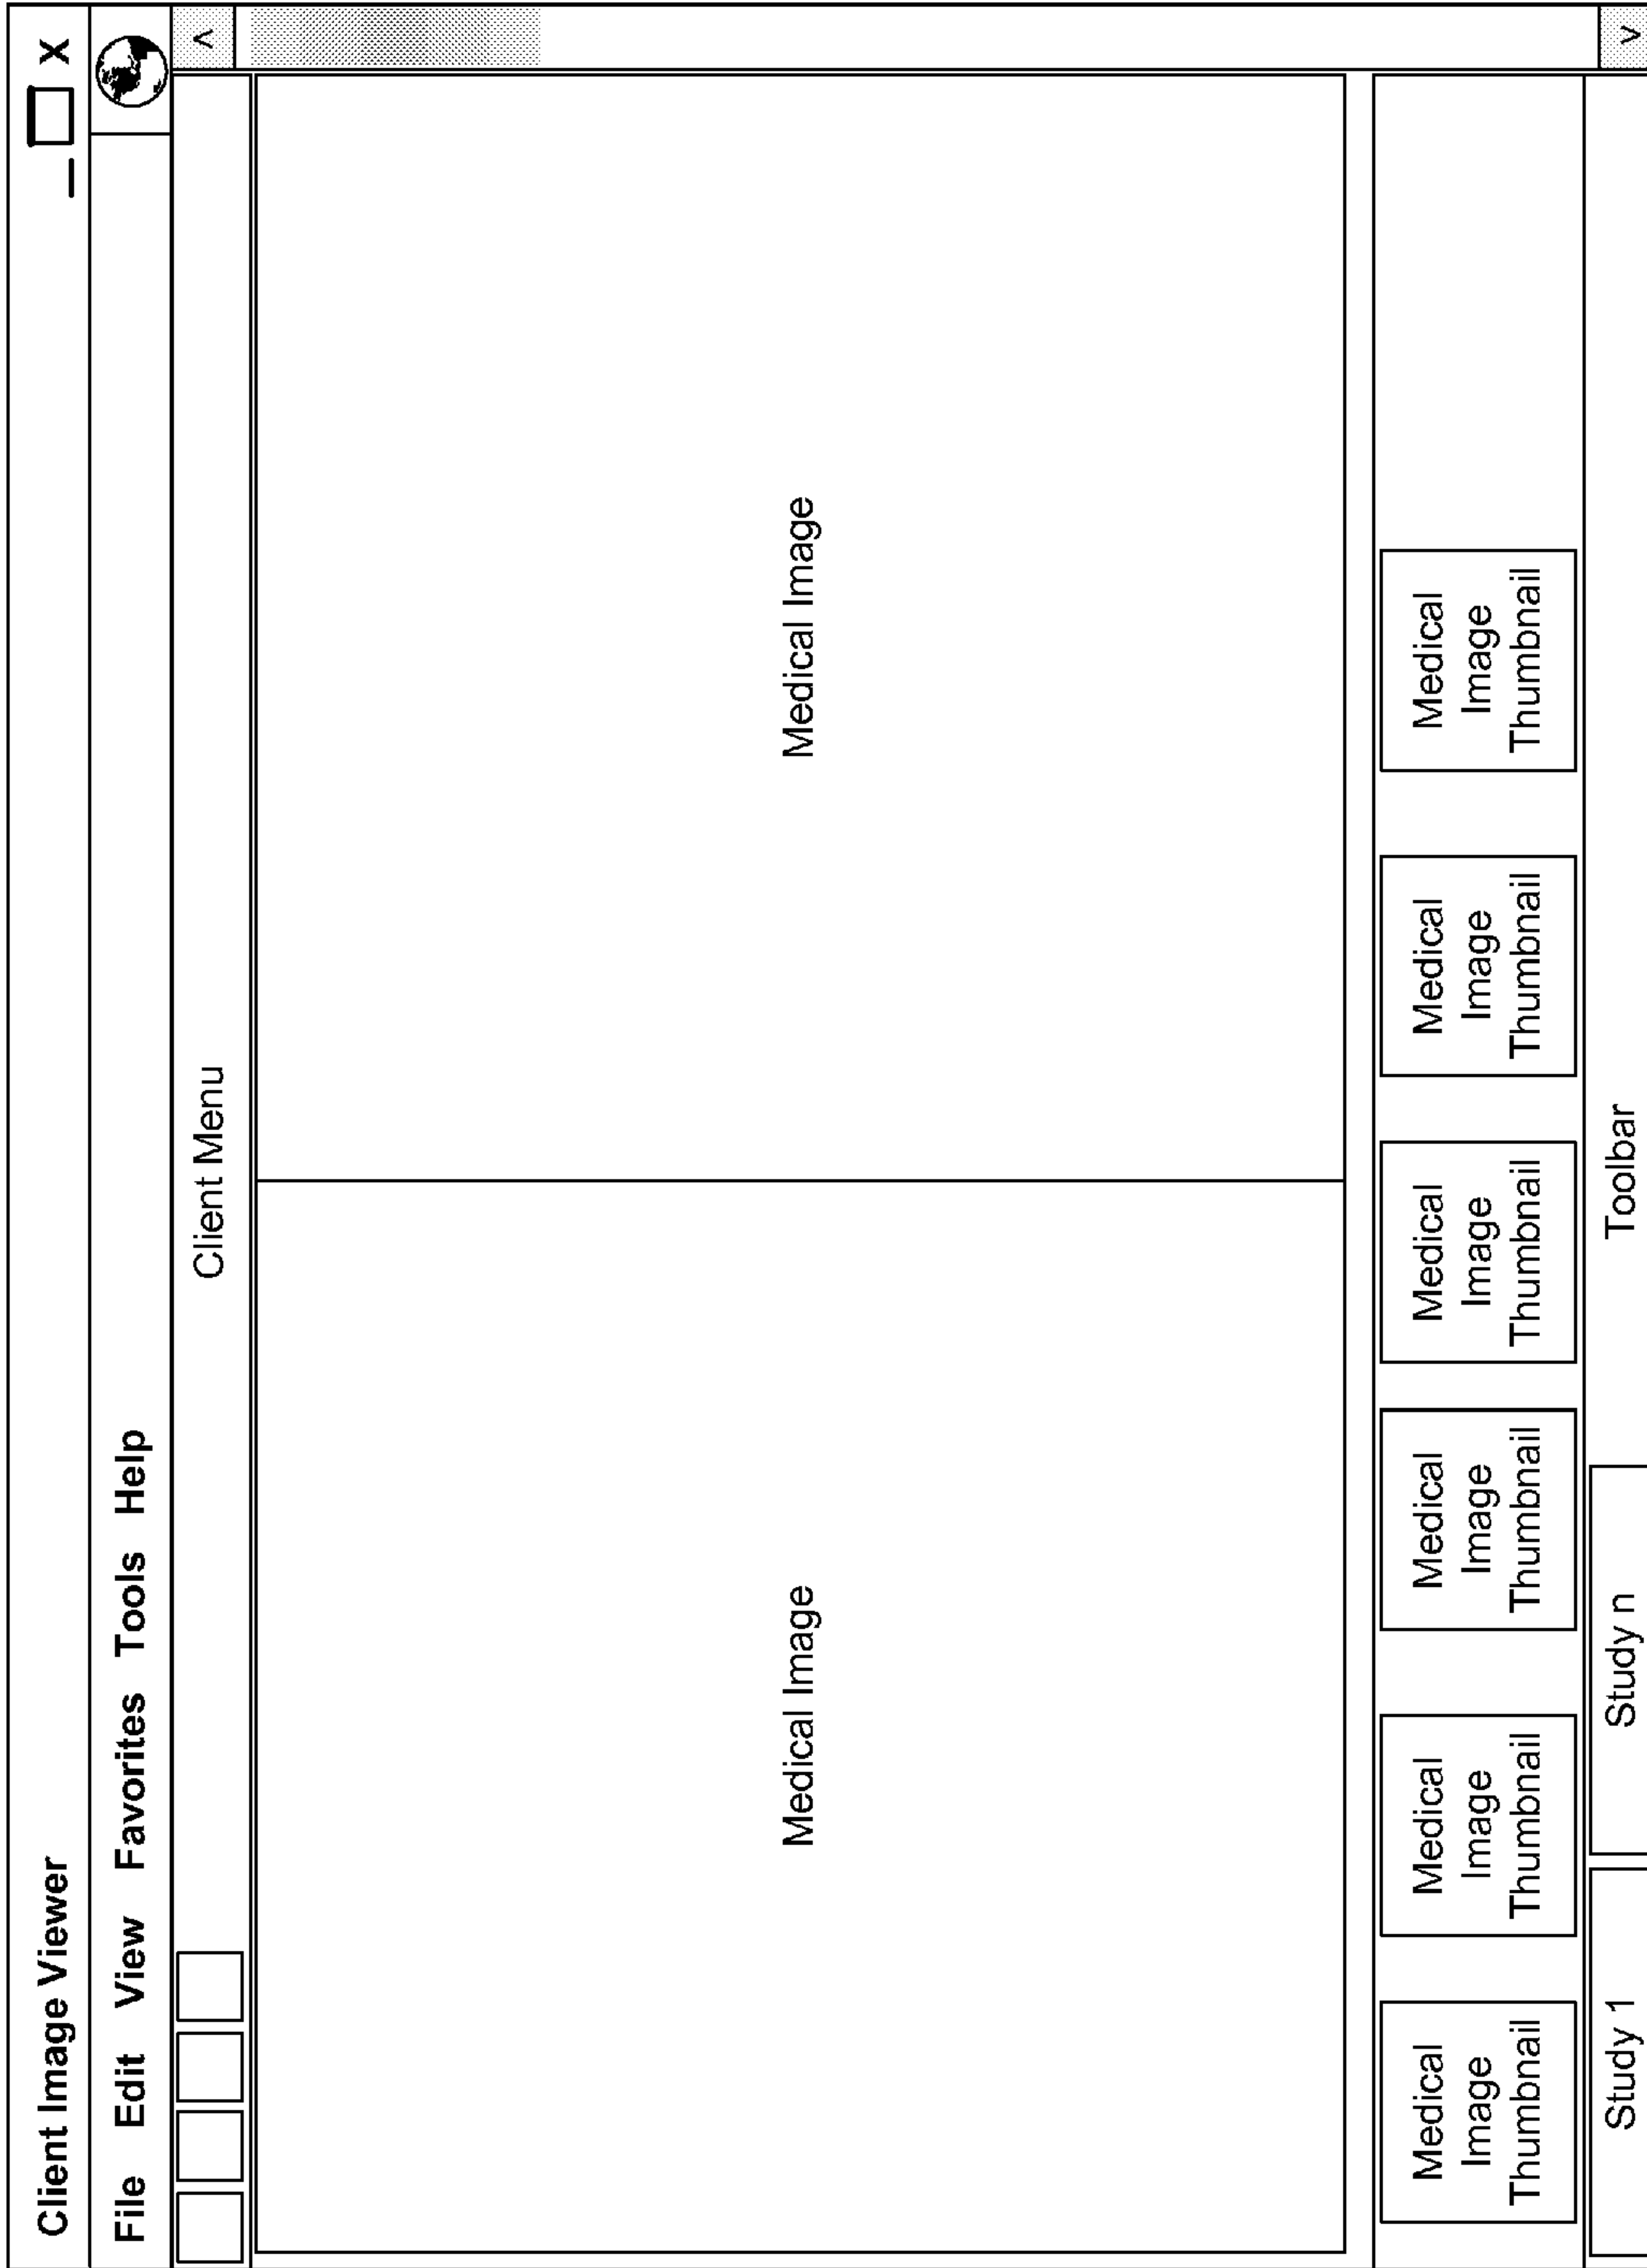 Client Image Viewer
_ □ X
File Edit View Favorites Tools Help
Client Menu
<
Medical Image
Medical Image
Medical
Image
Thumbnail
Medical
Image
Thumbnail
Medical
Image
Thumbnail
Medical
Image
Thumbnail
Medical
Image
Thumbnail
Medical
Image
Thumbnail
Study 1
Study n
Toolbar
>